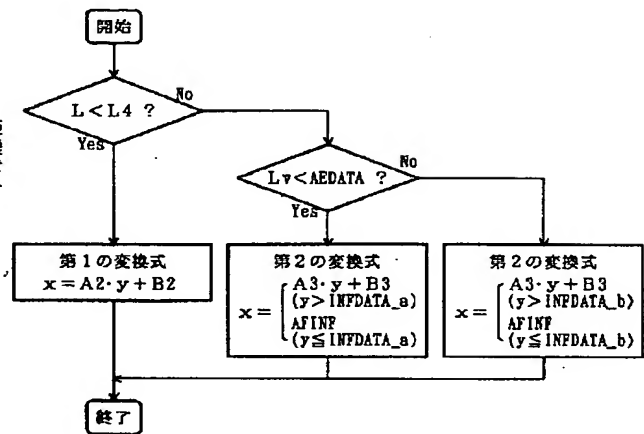 開始
L<L4 ?
No
Yes
Lv<AEDATA ?
No
Yes
第1の変換式
x=A2・y+B2
第2の変換式
x=
A3・y+B3
(y>INFDATA_a)
AFINF
(y≦INFDATA_a)
第2の変換式
x=
A3・y+B3
(y>INFDATA_b)
AFINF
(y≦INFDATA_b)
終了